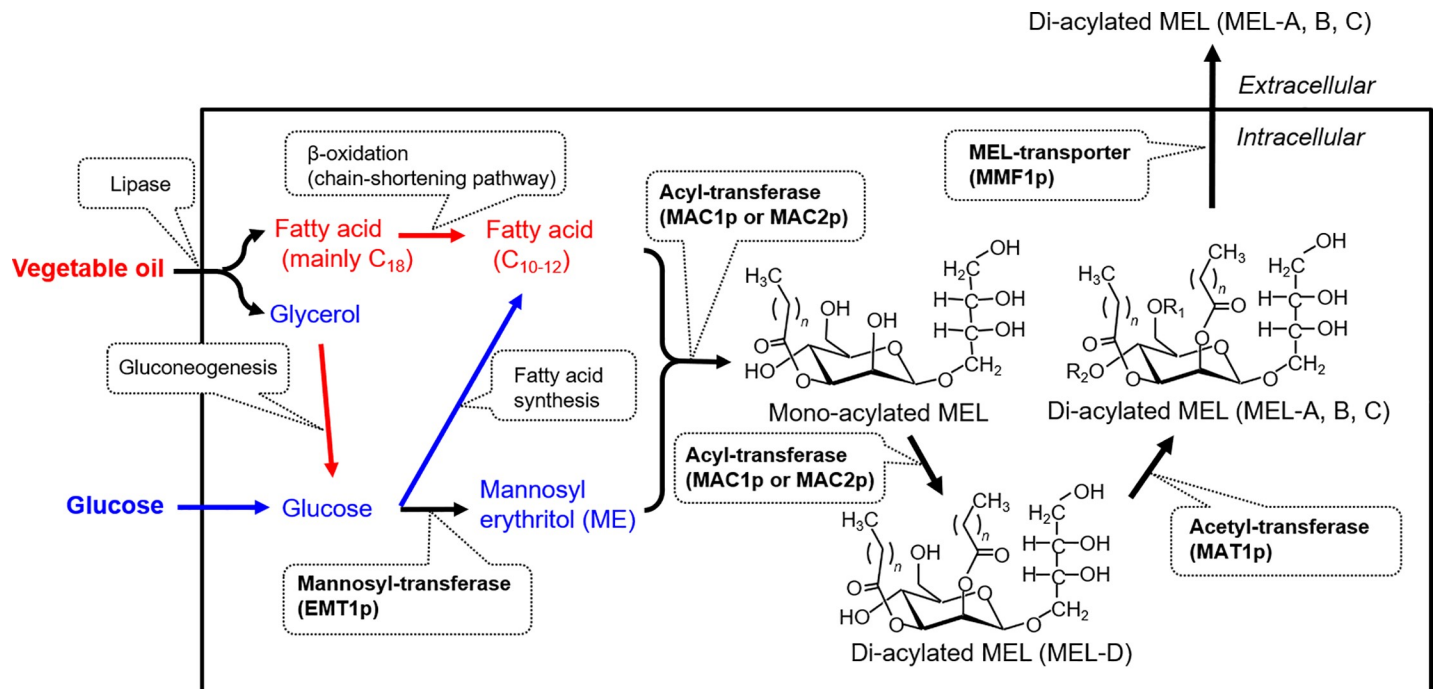 Di-acylated MEL (MEL-A, B, C)
Extracellular
Intracellular
MEL-transporter
(MMF1p)
β-oxidation
(chain-shortening pathway)
Lipase
Acyl-transferase
(MAC1p or MAC2p)
Vegetable oil
Fatty acid
(mainly C18)
Fatty acid
(C10-12)
Glycerol
Gluconeogenesis
Fatty acid
synthesis
Glucose
Glucose
Mannosyl
erythritol (ME)
Mannosyl-transferase
(EMT1p)
H3C
( )n
O
OH
OH
HO
O
O
O
OH
H2C
H C OH
H C OH
CH2
Mono-acylated MEL
H3C
( )n
O
OR1
R2O
O
CH3
( )n
O
O
O
O
OH
H2C
H C OH
H C OH
CH2
Di-acylated MEL (MEL-A, B, C)
Acyl-transferase
(MAC1p or MAC2p)
Acetyl-transferase
(MAT1p)
H3C
( )n
O
OH
HO
O
CH3
( )n
O
O
O
O
OH
H2C
H C OH
H C OH
CH2
Di-acylated MEL (MEL-D)